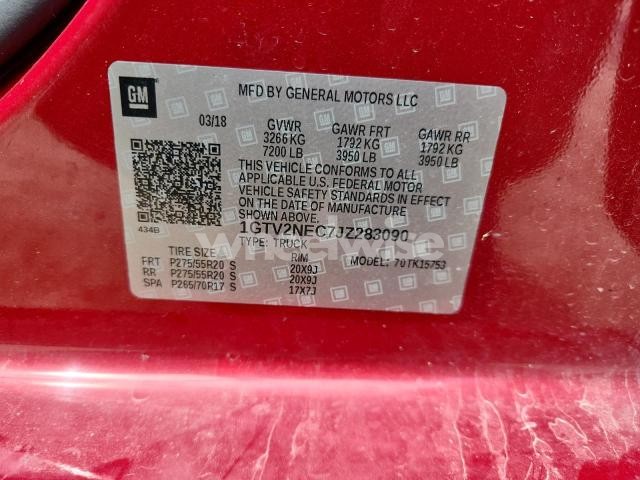 GM
MFD BY GENERAL MOTORS LLC
03/18 GVWR GAWR FRT GAWR RR
3266 KG 1792 KG 1792 KG
7200 LB 3950 LB 3950 LB
THIS VEHICLE CONFORMS TO ALL
APPLICABLE U.S. FEDERAL MOTOR
VEHICLE SAFETY STANDARDS IN EFFECT
ON THE DATE OF MANUFACTURE
SHOWN ABOVE.
434B 1GTV2NEC7JZ283090
TYPE: TRUCK MODEL: 70TK15753
TIRE SIZE RIM
FRT P275/55R20 S 20X9J
RR P275/55R20 S 20X9J
SPA P265/70R17 S 17X7J
wheelwise